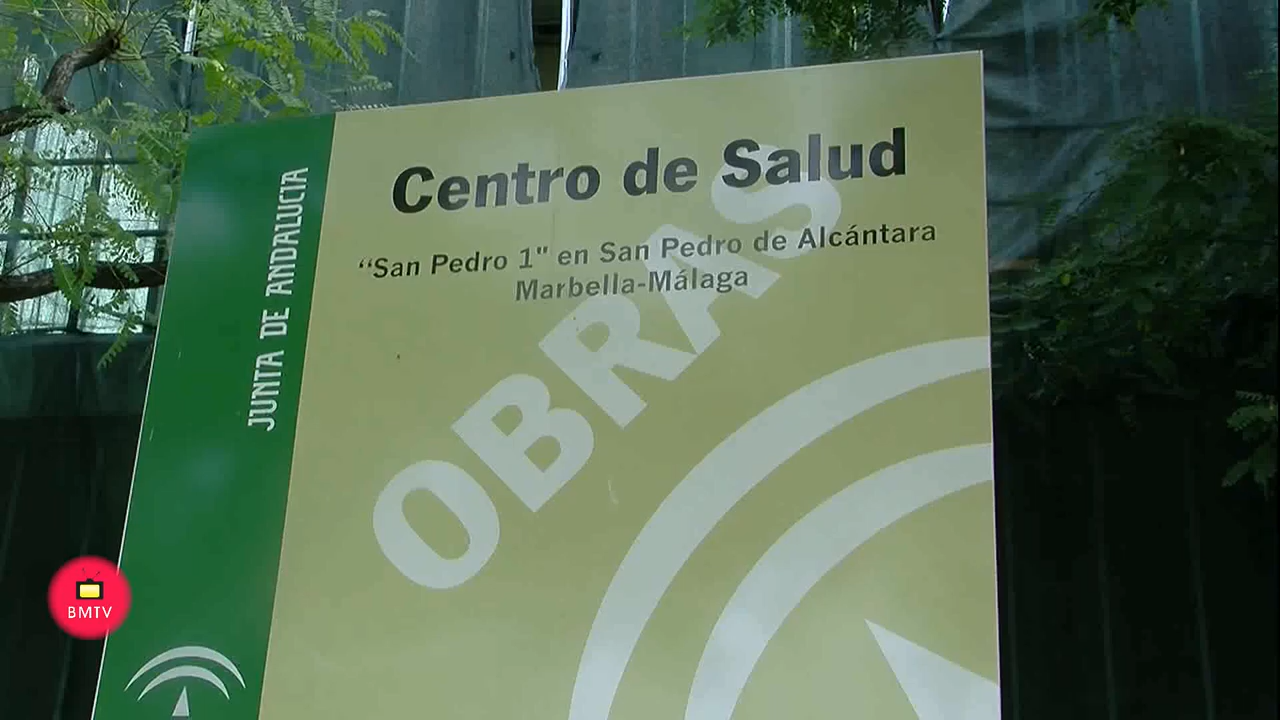 JUNTA DE ANDALUCIA
Centro de Salud
“San Pedro 1" en San Pedro de Alcántara
Marbella-Málaga
OBRAS
BMTV